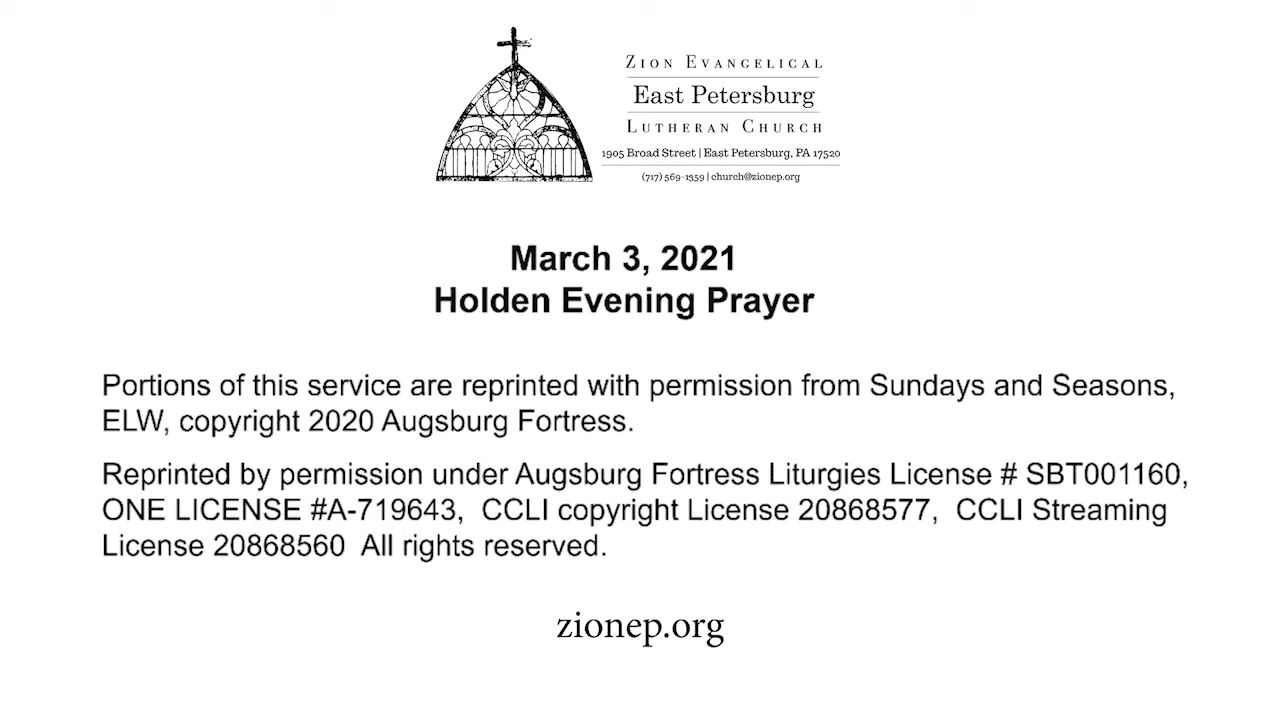 ZION EVANGELICAL
East Petersburg
LUTHERAN CHURCH
1905 Broad Street | East Petersburg, PA 17520
(717) 569-1359 | church@zionep.org
March 3, 2021
Holden Evening Prayer
Portions of this service are reprinted with permission from Sundays and Seasons,
ELW, copyright 2020 Augsburg Fortress.
Reprinted by permission under Augsburg Fortress Liturgies License # SBT001160,
ONE LICENSE #A-719643,  CCLI copyright License 20868577,  CCLI Streaming
License 20868560  All rights reserved.
zionep.org